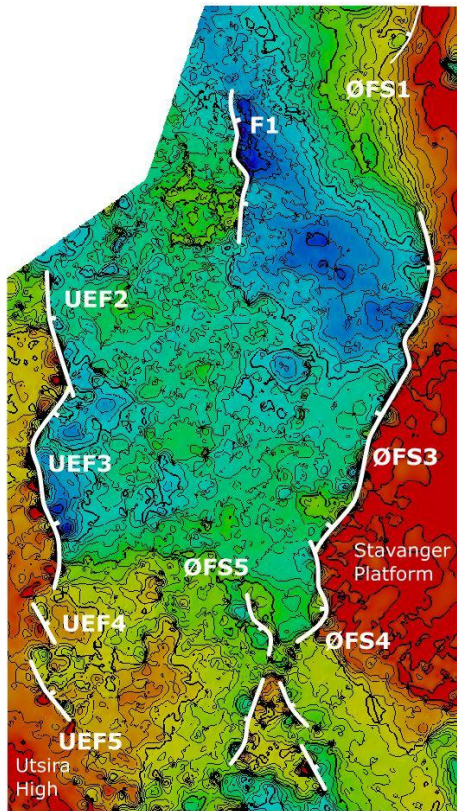 ØFS1
F1
UEF2
UEF3
ØFS3
Stavanger
Platform
ØFS5
UEF4
ØFS4
UEF5
Utsira
High